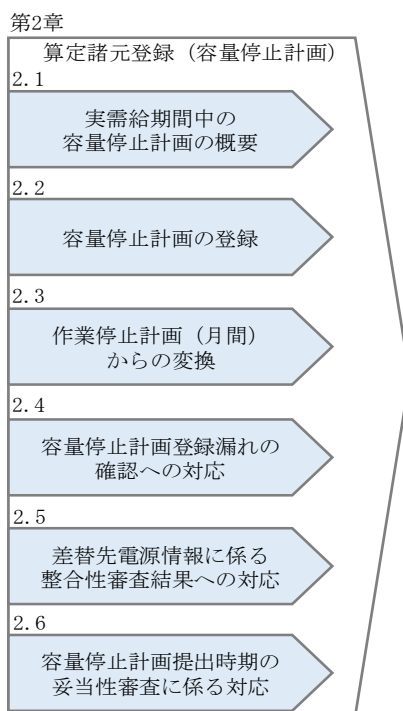 第2章
算定諸元登録（容量停止計画）
2.1
実需給期間中の
容量停止計画の概要
2.2
容量停止計画の登録
2.3
作業停止計画（月間）
からの変換
2.4
容量停止計画登録漏れの
確認への対応
2.5
差替先電源情報に係る
整合性審査結果への対応
2.6
容量停止計画提出時期の
妥当性審査に係る対応